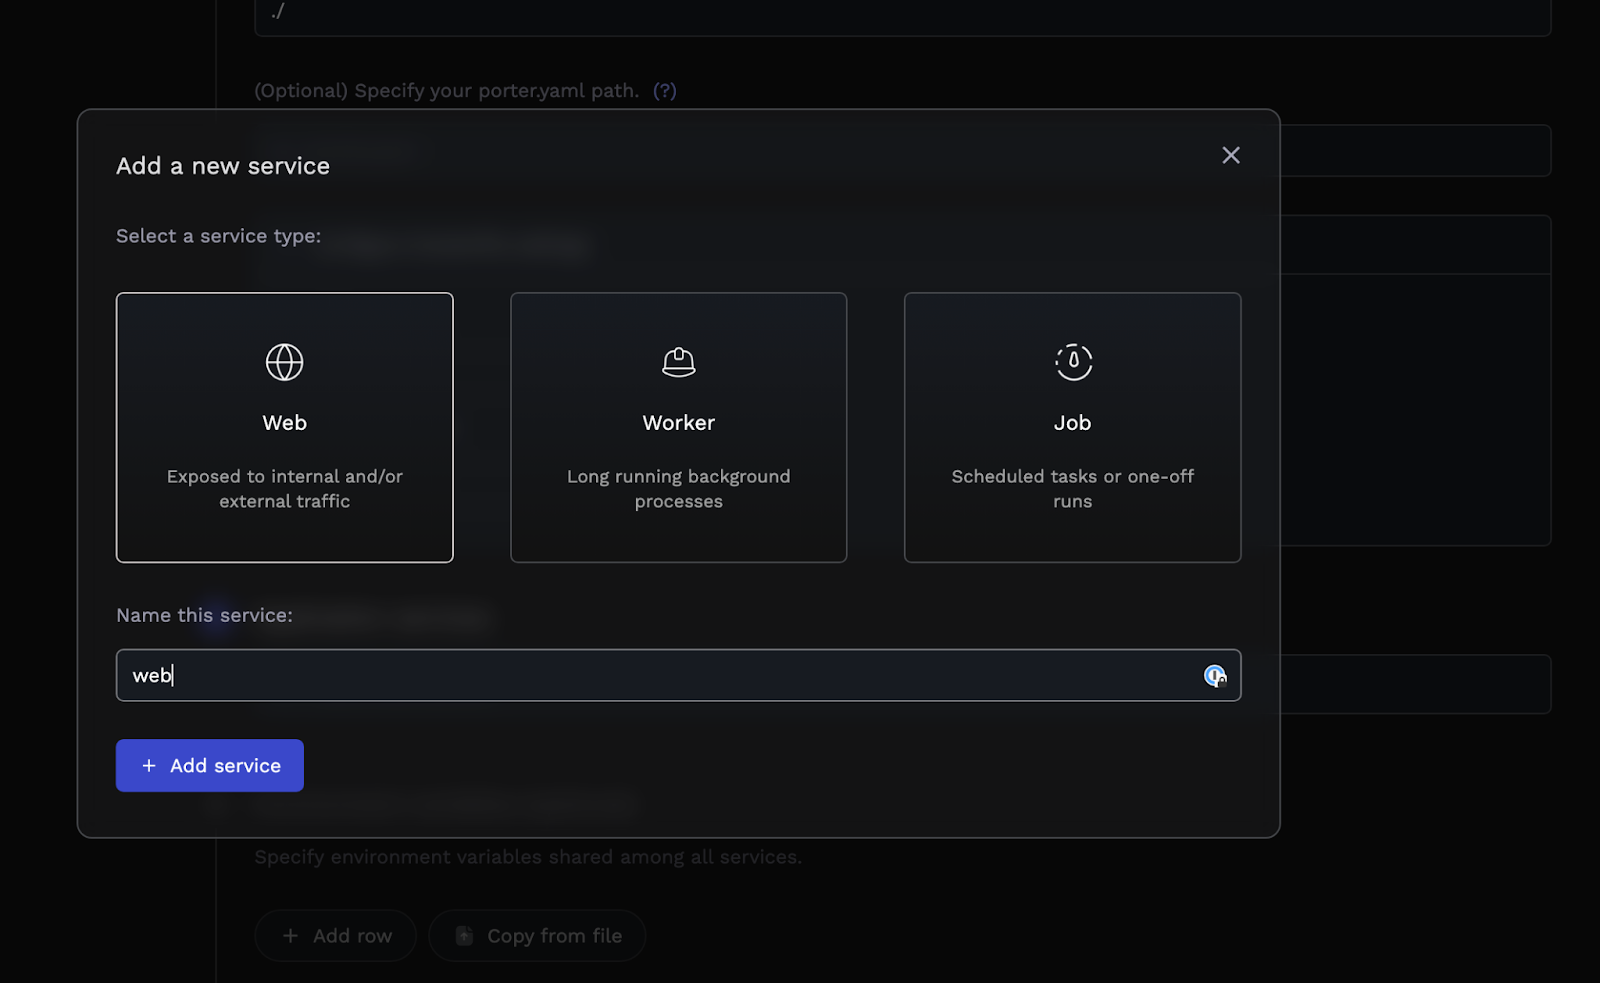 ./
(Optional) Specify your porter.yaml path. (?)
Add a new service
Select a service type:
Web
Exposed to internal and/or
external traffic
Worker
Long running background
processes
Job
Scheduled tasks or one-off
runs
Name this service:
web
+ Add service
Specify environment variables shared among all services.
+ Add row
Copy from file